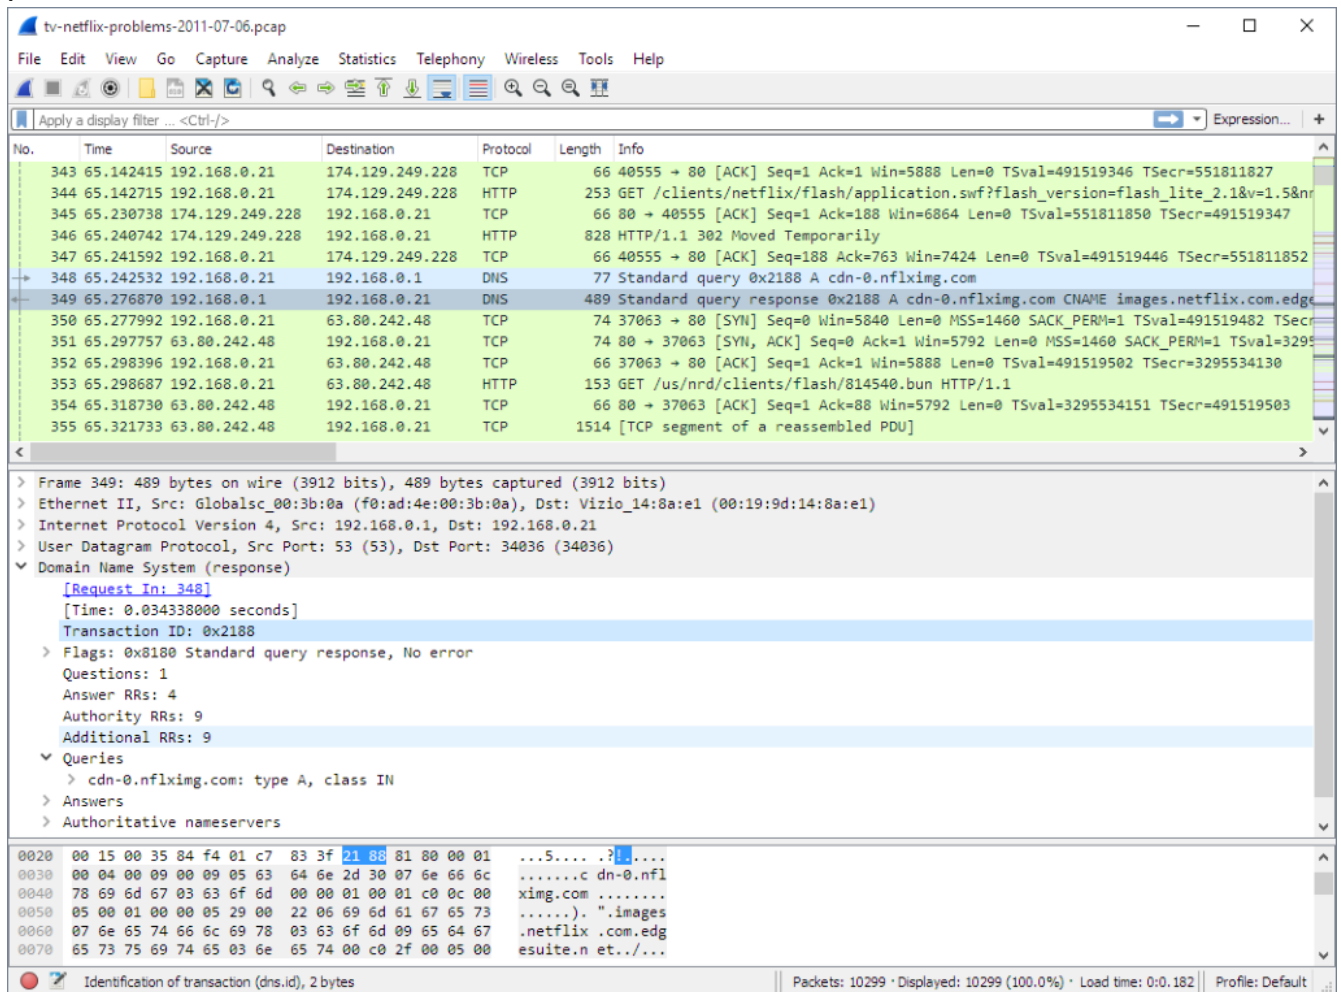 tv-netflix-problems-2011-07-06.pcap
File Edit View Go Capture Analyze Statistics Telephony Wireless Tools Help
Apply a display filter ... <Ctrl-/> Expression... +
No. Time Source Destination Protocol Length Info
343 65.142415 192.168.0.21 174.129.249.228 TCP 66 40555 → 80 [ACK] Seq=1 Ack=1 Win=5888 Len=0 TSval=491519346 TSecr=551811827
344 65.142715 192.168.0.21 174.129.249.228 HTTP 253 GET /clients/netflix/flash/application.swf?flash_version=flash_lite_2.1&v=1.5&nr
345 65.230738 174.129.249.228 192.168.0.21 TCP 66 80 → 40555 [ACK] Seq=1 Ack=188 Win=6864 Len=0 TSval=551811850 TSecr=491519347
346 65.240742 174.129.249.228 192.168.0.21 HTTP 828 HTTP/1.1 302 Moved Temporarily
347 65.241592 192.168.0.21 174.129.249.228 TCP 66 40555 → 80 [ACK] Seq=188 Ack=763 Win=7424 Len=0 TSval=491519446 TSecr=551811852
348 65.242532 192.168.0.21 192.168.0.1 DNS 77 Standard query 0x2188 A cdn-0.nflximg.com
349 65.276870 192.168.0.1 192.168.0.21 DNS 489 Standard query response 0x2188 A cdn-0.nflximg.com CNAME images.netflix.com.edge
350 65.277992 192.168.0.21 63.80.242.48 TCP 74 37063 → 80 [SYN] Seq=0 Win=5840 Len=0 MSS=1460 SACK_PERM=1 TSval=491519482 TSecr
351 65.297757 63.80.242.48 192.168.0.21 TCP 74 80 → 37063 [SYN, ACK] Seq=0 Ack=1 Win=5792 Len=0 MSS=1460 SACK_PERM=1 TSval=3295
352 65.298396 192.168.0.21 63.80.242.48 TCP 66 37063 → 80 [ACK] Seq=1 Ack=1 Win=5888 Len=0 TSval=491519502 TSecr=3295534130
353 65.298687 192.168.0.21 63.80.242.48 HTTP 153 GET /us/nrd/clients/flash/814540.bun HTTP/1.1
354 65.318730 63.80.242.48 192.168.0.21 TCP 66 80 → 37063 [ACK] Seq=1 Ack=88 Win=5792 Len=0 TSval=3295534151 TSecr=491519503
355 65.321733 63.80.242.48 192.168.0.21 TCP 1514 [TCP segment of a reassembled PDU]
Frame 349: 489 bytes on wire (3912 bits), 489 bytes captured (3912 bits)
Ethernet II, Src: Globalsc_00:3b:0a (f0:ad:4e:00:3b:0a), Dst: Vizio_14:8a:e1 (00:19:9d:14:8a:e1)
Internet Protocol Version 4, Src: 192.168.0.1, Dst: 192.168.0.21
User Datagram Protocol, Src Port: 53 (53), Dst Port: 34036 (34036)
Domain Name System (response)
[Request In: 348]
[Time: 0.034338000 seconds]
Transaction ID: 0x2188
Flags: 0x8180 Standard query response, No error
Questions: 1
Answer RRs: 4
Authority RRs: 9
Additional RRs: 9
Queries
cdn-0.nflximg.com: type A, class IN
Answers
Authoritative nameservers
0020 00 15 00 35 84 f4 01 c7 83 3f 21 88 81 80 00 01 ...5.... .?!.....
0030 00 04 00 09 00 09 05 63 64 6e 2d 30 07 6e 66 6c .......c dn-0.nfl
0040 78 69 6d 67 03 63 6f 6d 00 00 01 00 01 c0 0c 00 ximg.com ........
0050 05 00 01 00 00 05 29 00 22 06 69 6d 61 67 65 73 ......). ".images
0060 07 6e 65 74 66 6c 69 78 03 63 6f 6d 09 65 64 67 .netflix .com.edg
0070 65 73 75 69 74 65 03 6e 65 74 00 c0 2f 00 05 00 esuite.n et../...
Identification of transaction (dns.id), 2 bytes Packets: 10299 · Displayed: 10299 (100.0%) · Load time: 0:0.182 Profile: Default